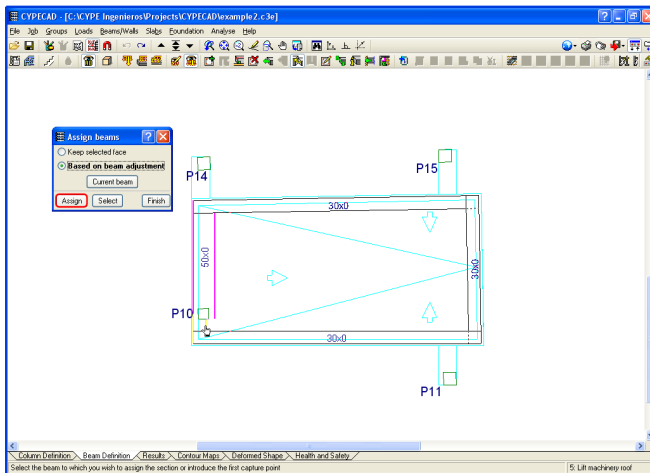 CYPECAD - [C:\CYPE Ingenieros\Projects\CYPECAD\example2.c3e]
File Job Groups Loads Beams/Walls Slabs Foundation Analyse Help
Assign beams
Keep selected face
Based on beam adjustment
Current beam
Assign Select Finish
P14
P15
30x0
50x0
30x0
P10
30x0
P11
Column Definition Beam Definition Results Contour Maps Deformed Shape Health and Safety
Select the beam to which you wish to assign the section or introduce the first capture point
5: Lift machinery roof